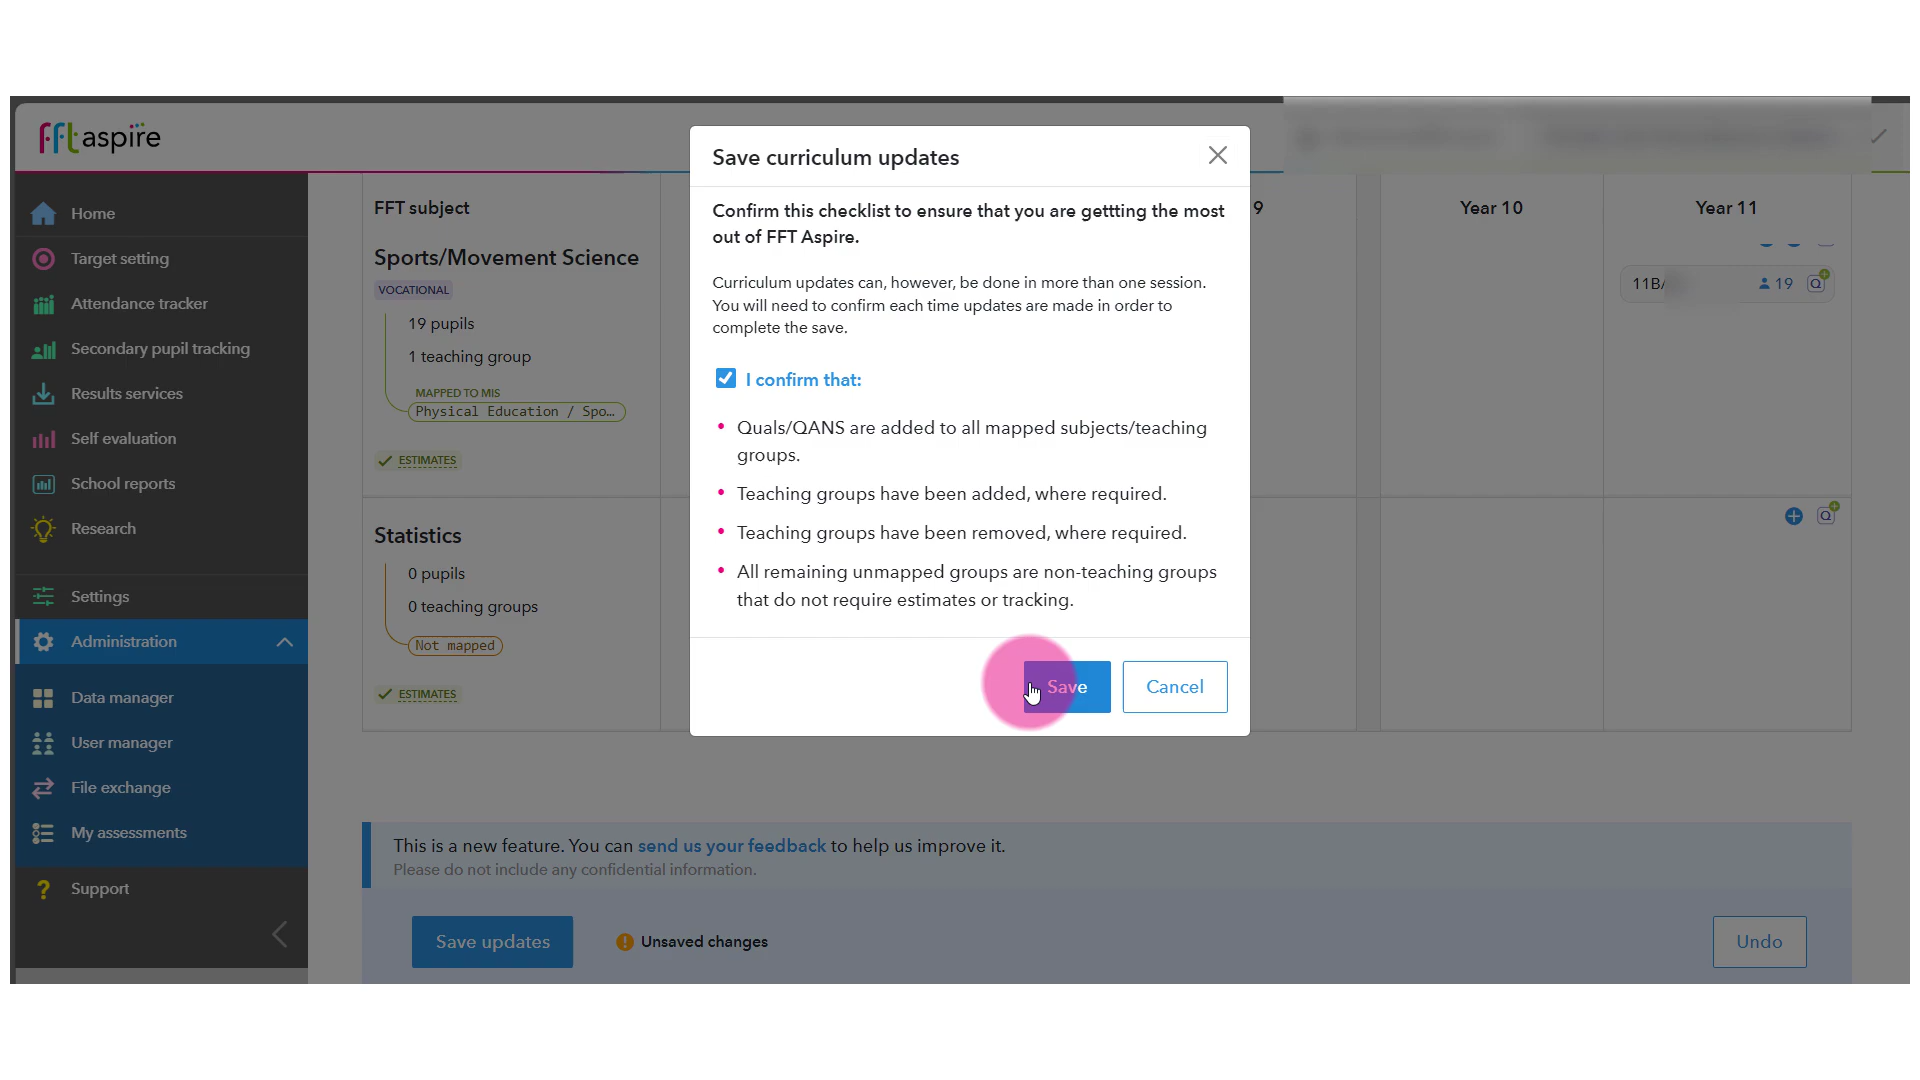 fft aspire
Home
Target setting
Attendance tracker
Secondary pupil tracking
Results services
Self evaluation
School reports
Research
Settings
Administration
Data manager
User manager
File exchange
My assessments
Support
FFT subject
9
Year 10
Year 11
Sports/Movement Science
VOCATIONAL
19 pupils
1 teaching group
MAPPED TO MIS
Physical Education / Spo…
ESTIMATES
11B/
19
Statistics
0 pupils
0 teaching groups
Not mapped
ESTIMATES
Save curriculum updates
Confirm this checklist to ensure that you are gettting the most
out of FFT Aspire.
Curriculum updates can, however, be done in more than one session.
You will need to confirm each time updates are made in order to
complete the save.
I confirm that:
• Quals/QANS are added to all mapped subjects/teaching
groups.
• Teaching groups have been added, where required.
• Teaching groups have been removed, where required.
• All remaining unmapped groups are non-teaching groups
that do not require estimates or tracking.
Save
Cancel
This is a new feature. You can send us your feedback to help us improve it.
Please do not include any confidential information.
Save updates
Unsaved changes
Undo